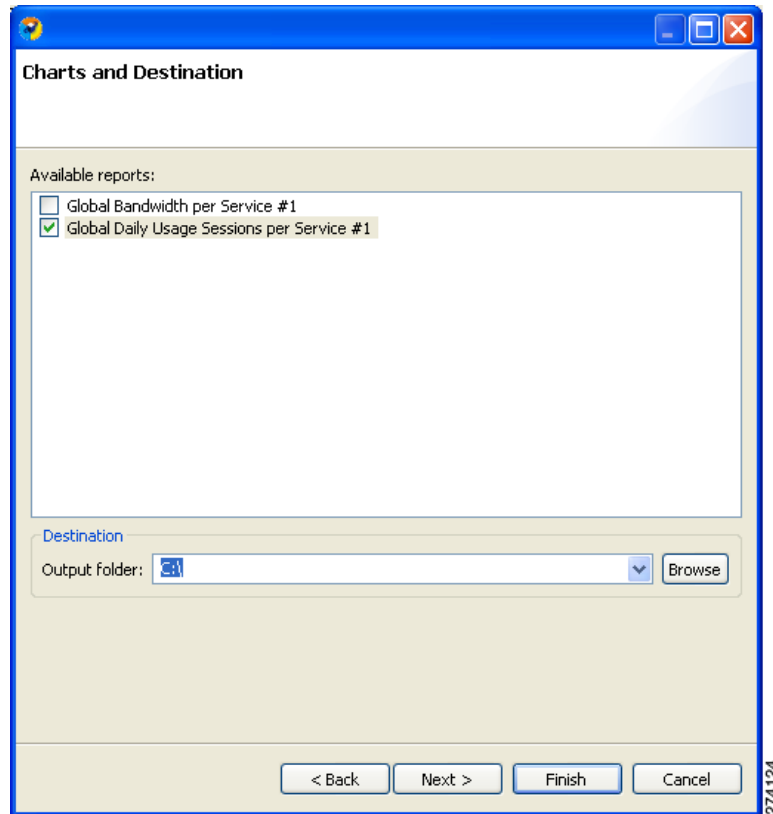 Charts and Destination
Available reports:
Global Bandwidth per Service #1
Global Daily Usage Sessions per Service #1
Destination
Output folder: C:\ Browse
< Back Next > Finish Cancel
274124